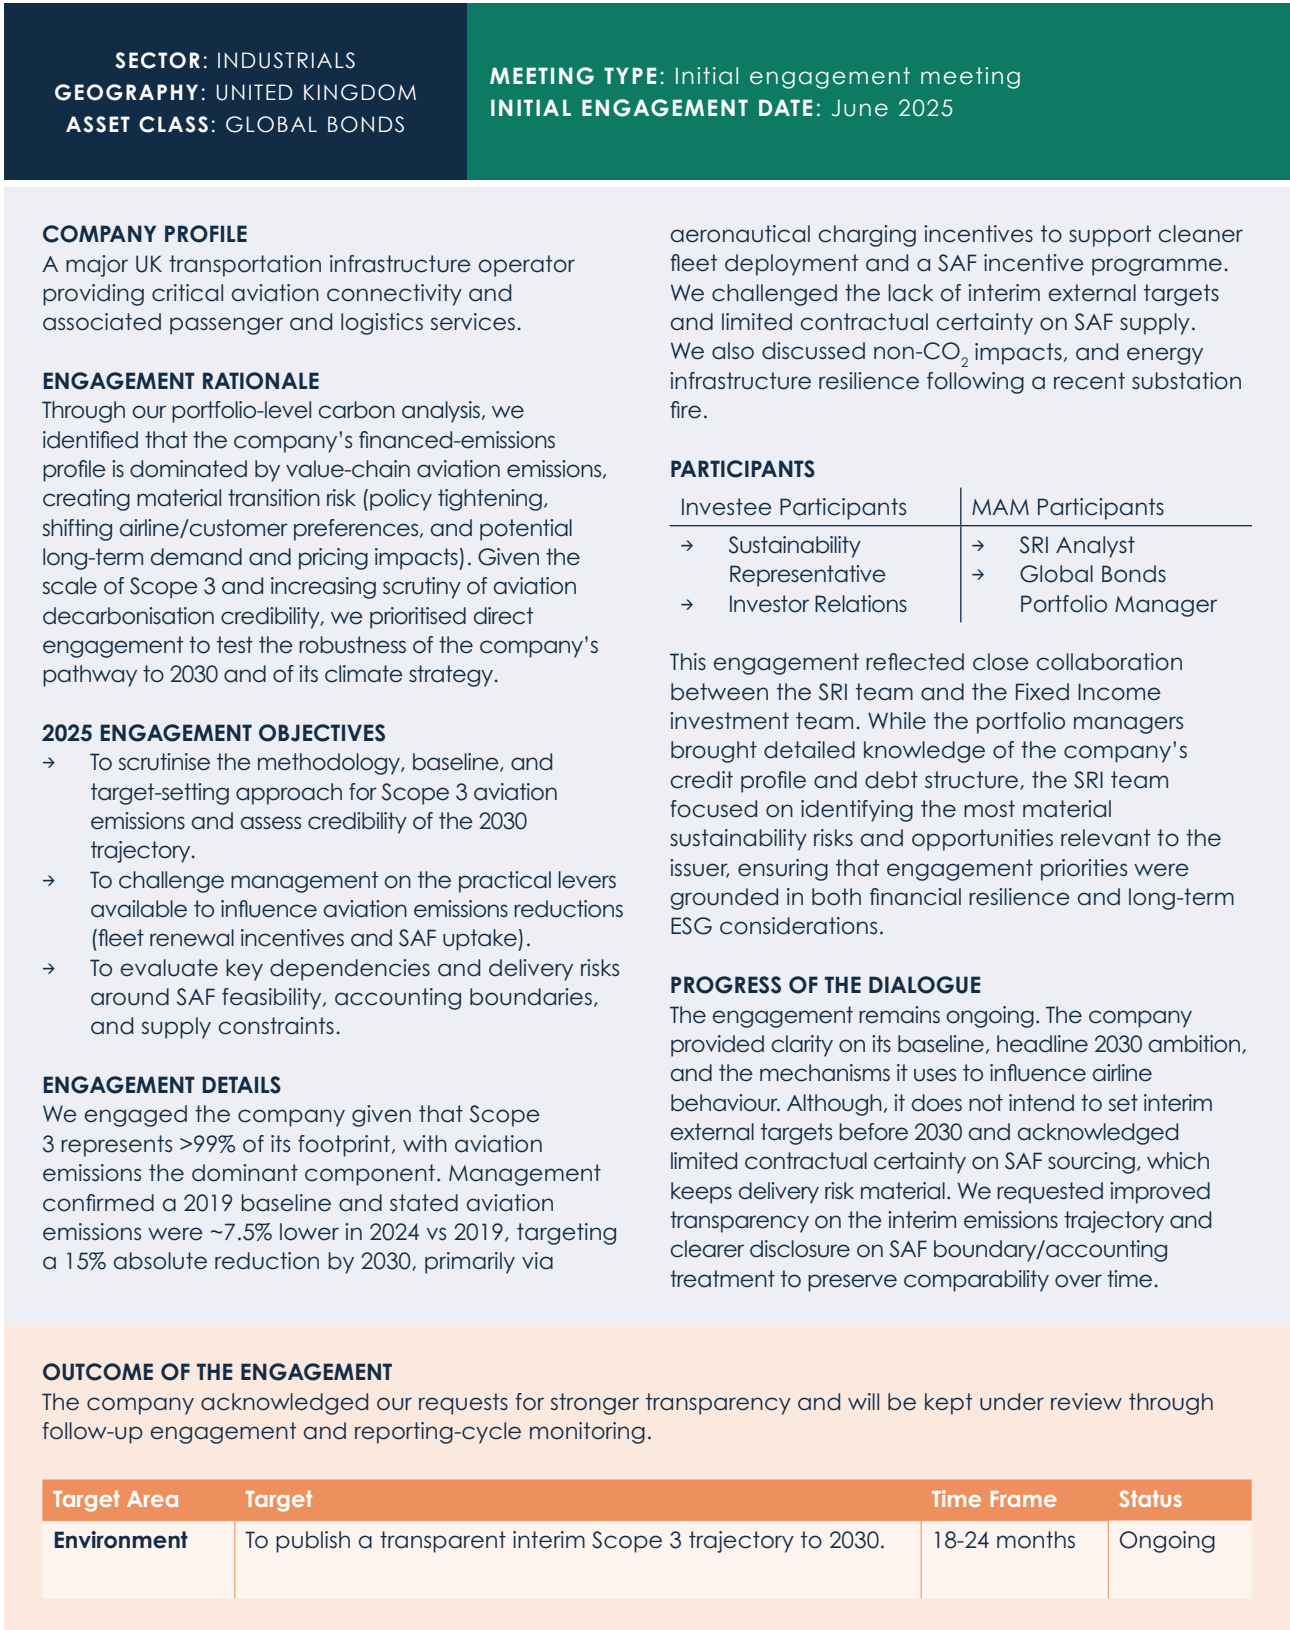 SECTOR: INDUSTRIALS
GEOGRAPHY: UNITED KINGDOM
ASSET CLASS: GLOBAL BONDS
MEETING TYPE: Initial engagement meeting
INITIAL ENGAGEMENT DATE: June 2025
COMPANY PROFILE
A major UK transportation infrastructure operator
providing critical aviation connectivity and
associated passenger and logistics services.
ENGAGEMENT RATIONALE
Through our portfolio-level carbon analysis, we
identified that the company’s financed-emissions
profile is dominated by value-chain aviation emissions,
creating material transition risk (policy tightening,
shifting airline/customer preferences, and potential
long-term demand and pricing impacts). Given the
scale of Scope 3 and increasing scrutiny of aviation
decarbonisation credibility, we prioritised direct
engagement to test the robustness of the company’s
pathway to 2030 and of its climate strategy.
2025 ENGAGEMENT OBJECTIVES
→ To scrutinise the methodology, baseline, and
target-setting approach for Scope 3 aviation
emissions and assess credibility of the 2030
trajectory.
→ To challenge management on the practical levers
available to influence aviation emissions reductions
(fleet renewal incentives and SAF uptake).
→ To evaluate key dependencies and delivery risks
around SAF feasibility, accounting boundaries,
and supply constraints.
ENGAGEMENT DETAILS
We engaged the company given that Scope
3 represents >99% of its footprint, with aviation
emissions the dominant component. Management
confirmed a 2019 baseline and stated aviation
emissions were ~7.5% lower in 2024 vs 2019, targeting
a 15% absolute reduction by 2030, primarily via
aeronautical charging incentives to support cleaner
fleet deployment and a SAF incentive programme.
We challenged the lack of interim external targets
and limited contractual certainty on SAF supply.
We also discussed non-CO₂ impacts, and energy
infrastructure resilience following a recent substation
fire.
PARTICIPANTS
Investee Participants
→ Sustainability
Representative
→ Investor Relations
MAM Participants
→ SRI Analyst
→ Global Bonds
Portfolio Manager
This engagement reflected close collaboration
between the SRI team and the Fixed Income
investment team. While the portfolio managers
brought detailed knowledge of the company’s
credit profile and debt structure, the SRI team
focused on identifying the most material
sustainability risks and opportunities relevant to the
issuer, ensuring that engagement priorities were
grounded in both financial resilience and long-term
ESG considerations.
PROGRESS OF THE DIALOGUE
The engagement remains ongoing. The company
provided clarity on its baseline, headline 2030 ambition,
and the mechanisms it uses to influence airline
behaviour. Although, it does not intend to set interim
external targets before 2030 and acknowledged
limited contractual certainty on SAF sourcing, which
keeps delivery risk material. We requested improved
transparency on the interim emissions trajectory and
clearer disclosure on SAF boundary/accounting
treatment to preserve comparability over time.
OUTCOME OF THE ENGAGEMENT
The company acknowledged our requests for stronger transparency and will be kept under review through
follow-up engagement and reporting-cycle monitoring.
Target Area Target Time Frame Status
Environment To publish a transparent interim Scope 3 trajectory to 2030. 18-24 months Ongoing